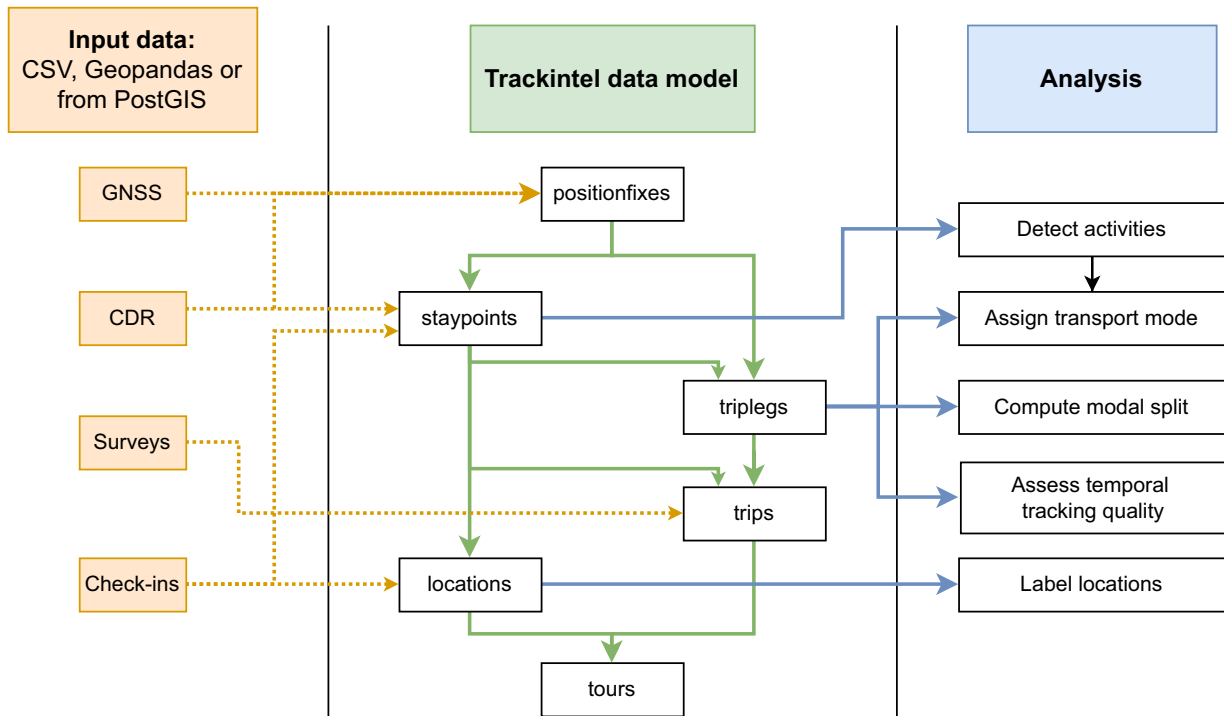 Input data:
CSV, Geopandas or
from PostGIS
Trackintel data model
Analysis
GNSS
positionfixes
Detect activities
CDR
staypoints
Assign transport mode
triplegs
Compute modal split
Surveys
trips
Assess temporal
tracking quality
Check-ins
locations
Label locations
tours